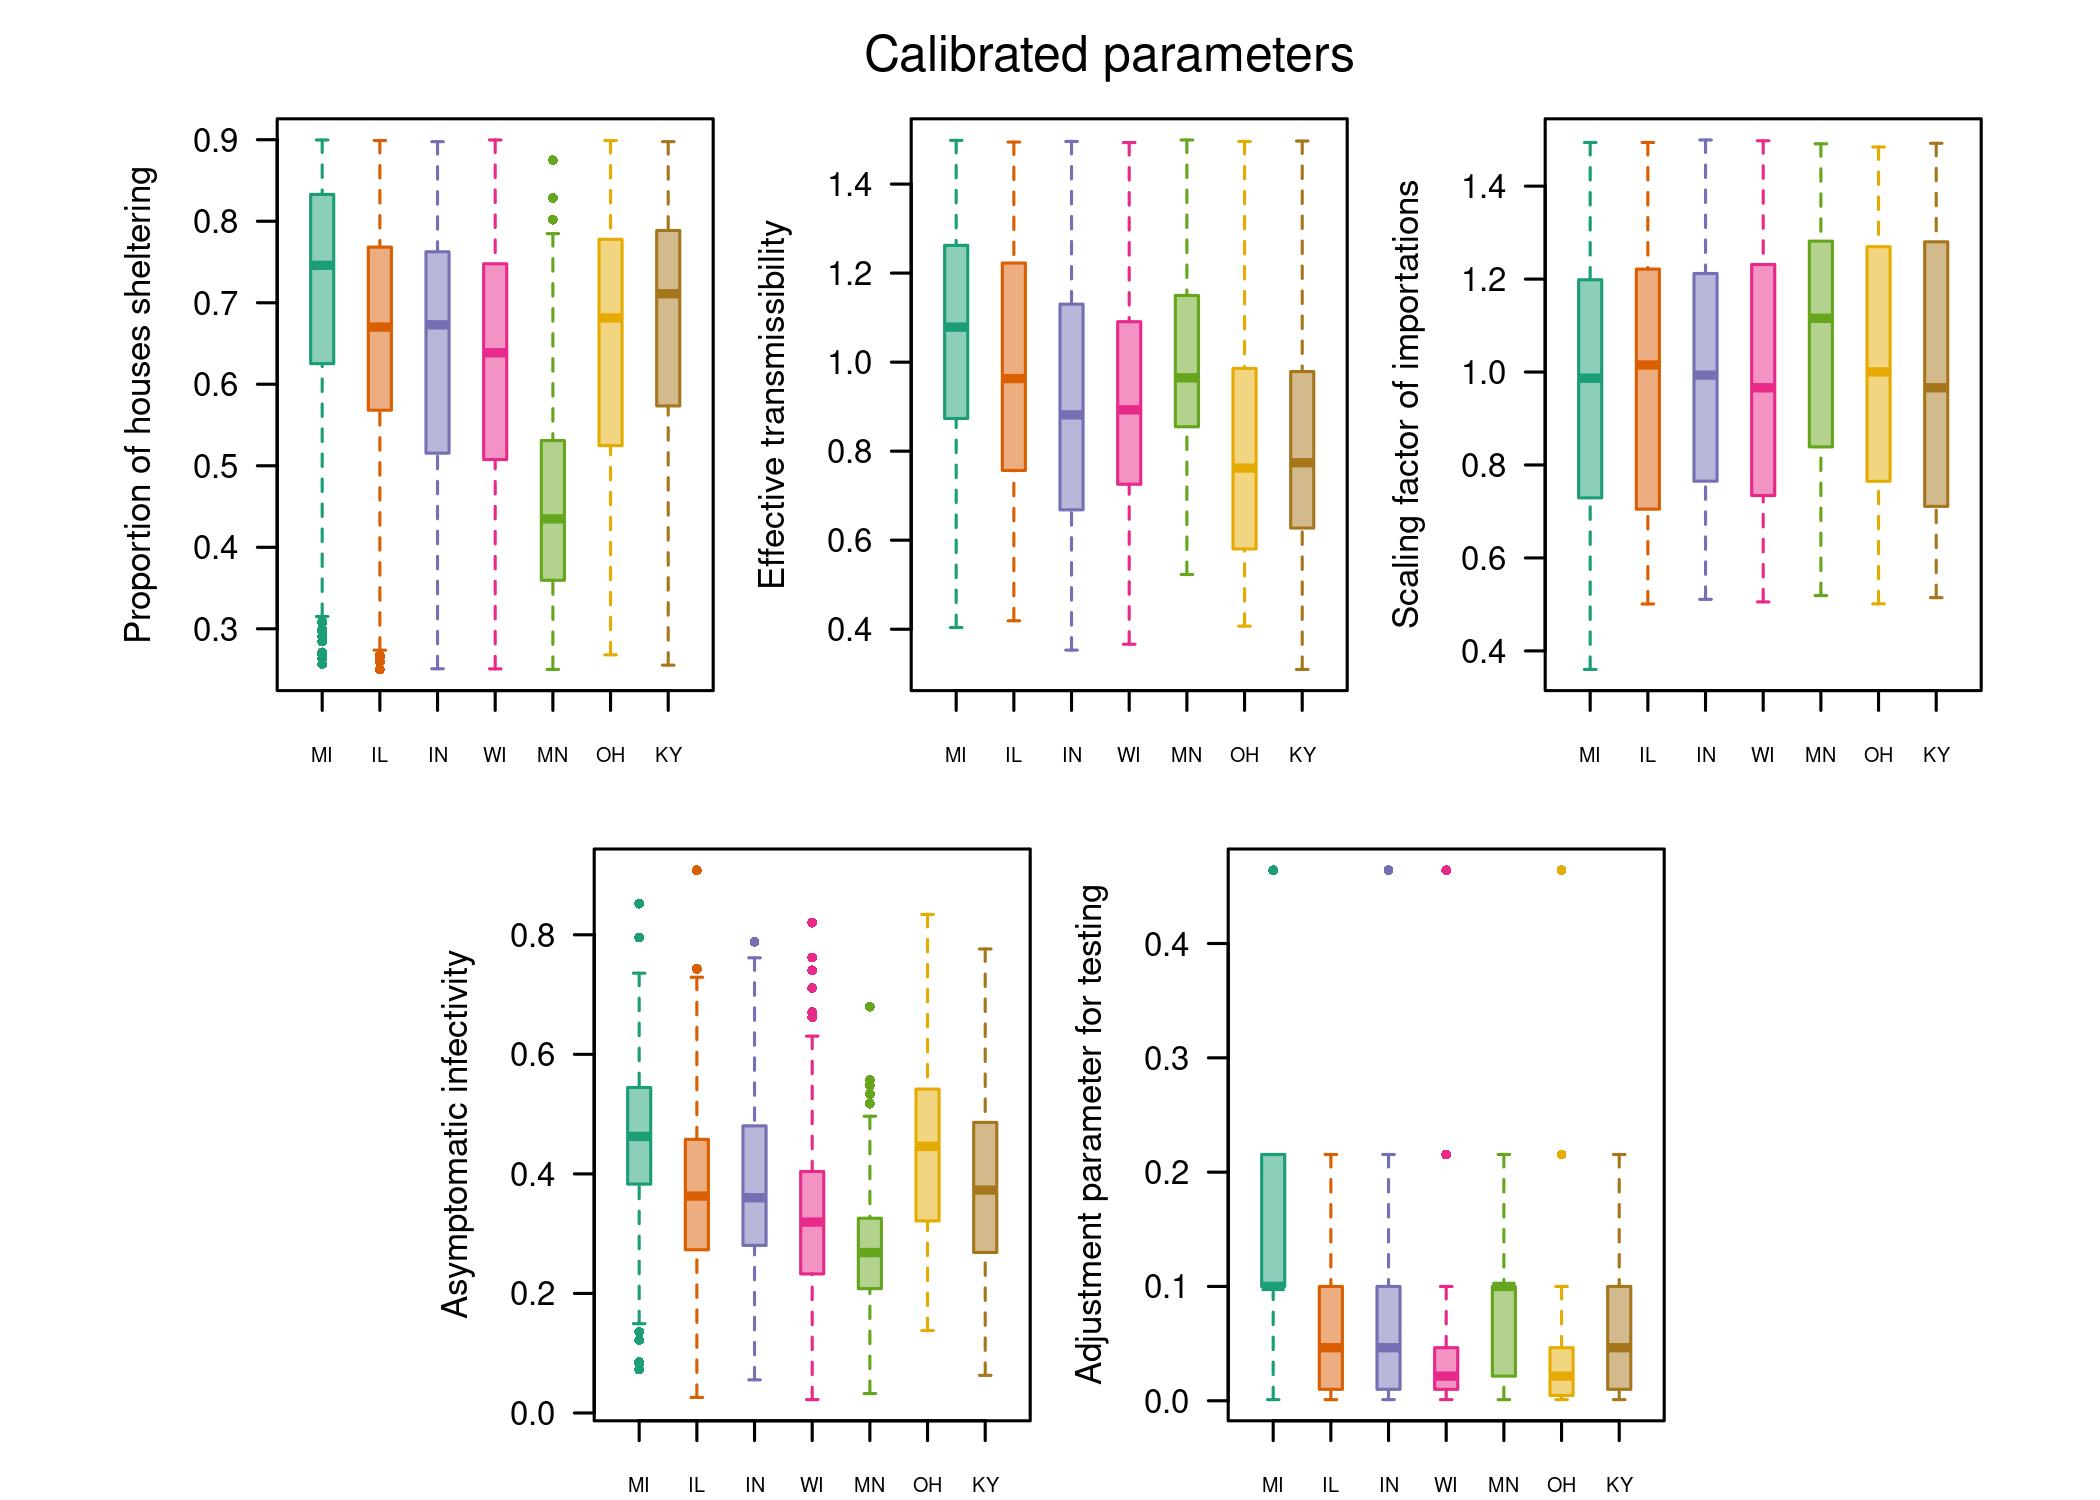 Calibrated parameters
Proportion of houses sheltering
0.9
0.8
0.7
0.6
0.5
0.4
0.3
MI IL IN WI MN OH KY
Effective transmissibility
1.4
1.2
1.0
0.8
0.6
0.4
MI IL IN WI MN OH KY
Scaling factor of importations
1.4
1.2
1.0
0.8
0.6
0.4
MI IL IN WI MN OH KY
Asymptomatic infectivity
0.8
0.6
0.4
0.2
0.0
MI IL IN WI MN OH KY
Adjustment parameter for testing
0.4
0.3
0.2
0.1
0.0
MI IL IN WI MN OH KY